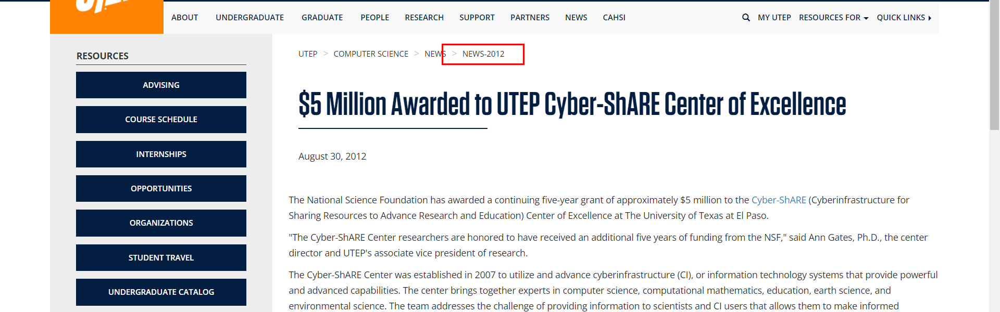 ABOUT UNDERGRADUATE GRADUATE PEOPLE RESEARCH SUPPORT PARTNERS NEWS CAHSI MY UTEP RESOURCES FOR QUICK LINKS
RESOURCES
ADVISING
COURSE SCHEDULE
INTERNSHIPS
OPPORTUNITIES
ORGANIZATIONS
STUDENT TRAVEL
UNDERGRADUATE CATALOG
UTEP > COMPUTER SCIENCE > NEWS > NEWS-2012
$5 Million Awarded to UTEP Cyber-ShARE Center of Excellence
August 30, 2012
The National Science Foundation has awarded a continuing five-year grant of approximately $5 million to the Cyber-ShARE (Cyberinfrastructure for
Sharing Resources to Advance Research and Education) Center of Excellence at The University of Texas at El Paso.
"The Cyber-ShARE Center researchers are honored to have received an additional five years of funding from the NSF," said Ann Gates, Ph.D., the center
director and UTEP's associate vice president of research.
The Cyber-ShARE Center was established in 2007 to utilize and advance cyberinfrastructure (CI), or information technology systems that provide powerful
and advanced capabilities. The center brings together experts in computer science, computational mathematics, education, earth science, and
environmental science. The team addresses the challenge of providing information to scientists and CI users that allows them to make informed